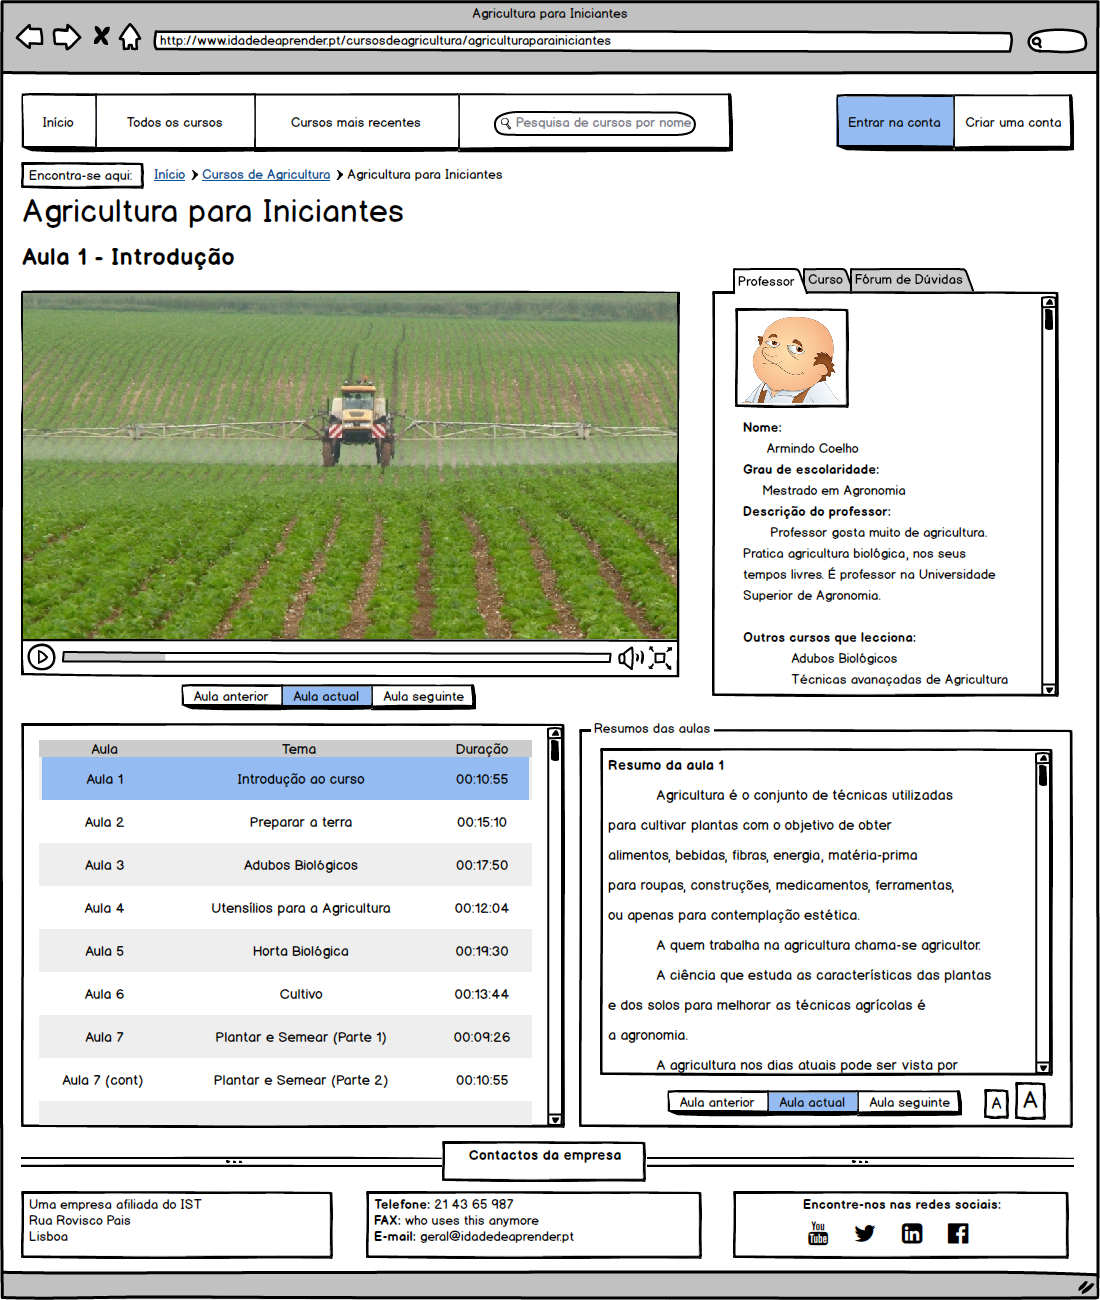 Agricultura para Iniciantes
http://www.idadedeaprender.pt/cursosdeagricultura/agriculturaparainiciantes
Início
Todos os cursos
Cursos mais recentes
Pesquisa de cursos por nome
Entrar na conta
Criar uma conta
Encontra-se aqui:
Início > Cursos de Agricultura > Agricultura para Iniciantes
Agricultura para Iniciantes
Aula 1 - Introdução
Professor
Curso
Fórum de Dúvidas
Nome:
Armindo Coelho
Grau de escolaridade:
Mestrado em Agronomia
Descrição do professor:
Professor gosta muito de agricultura.
Pratica agricultura biológica, nos seus
tempos livres. É professor na Universidade
Superior de Agronomia.
Outros cursos que lecciona:
Adubos Biológicos
Técnicas avanaçadas de Agricultura
Aula anterior
Aula actual
Aula seguinte
Aula Tema Duração
Aula 1 Introdução ao curso 00:10:55
Aula 2 Preparar a terra 00:15:10
Aula 3 Adubos Biológicos 00:17:50
Aula 4 Utensílios para a Agricultura 00:12:04
Aula 5 Horta Biológica 00:19:30
Aula 6 Cultivo 00:13:44
Aula 7 Plantar e Semear (Parte 1) 00:09:26
Aula 7 (cont) Plantar e Semear (Parte 2) 00:10:55
Resumos das aulas
Resumo da aula 1
Agricultura é o conjunto de técnicas utilizadas
para cultivar plantas com o objetivo de obter
alimentos, bebidas, fibras, energia, matéria-prima
para roupas, construções, medicamentos, ferramentas,
ou apenas para contemplação estética.
A quem trabalha na agricultura chama-se agricultor.
A ciência que estuda as características das plantas
e dos solos para melhorar as técnicas agrícolas é
a agronomia.
A agricultura nos dias atuais pode ser vista por
Aula anterior
Aula actual
Aula seguinte
A
A
Contactos da empresa
Uma empresa afiliada do IST
Rua Rovisco Pais
Lisboa
Telefone: 21 43 65 987
FAX: who uses this anymore
E-mail: geral@idadedeaprender.pt
Encontre-nos nas redes sociais:
You
Tube
in
f